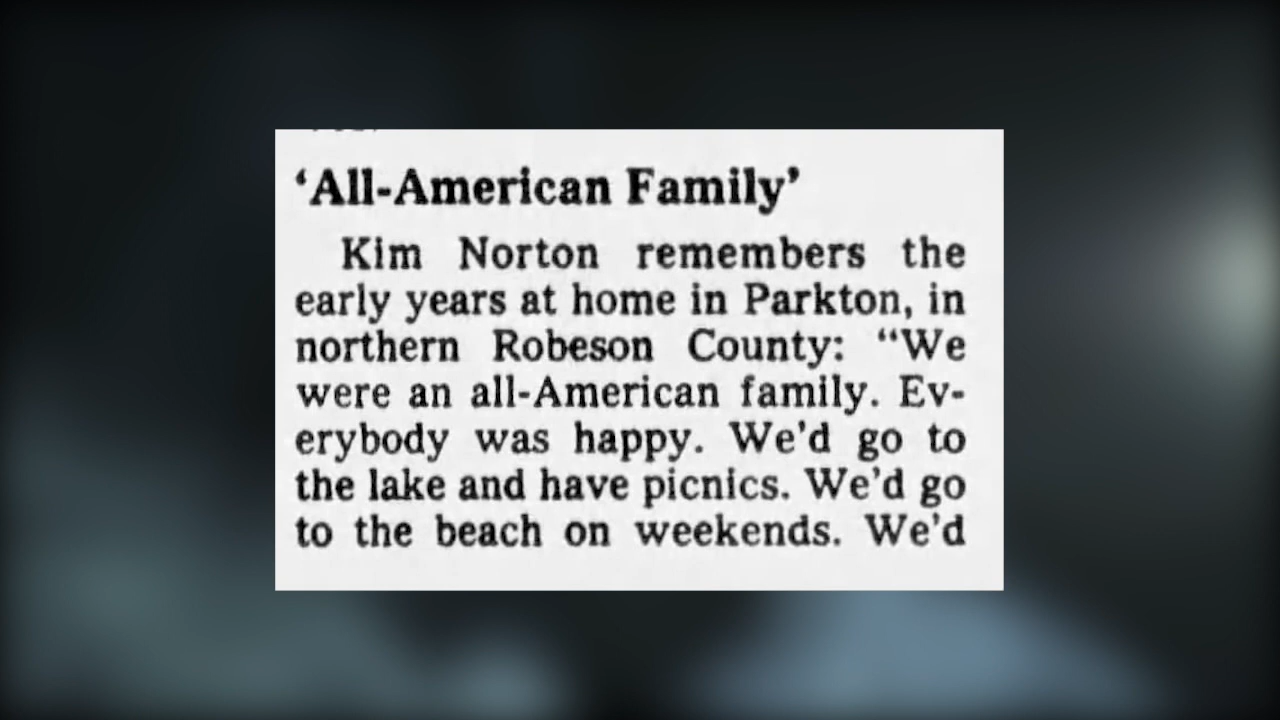 ‘All-American Family’
Kim Norton remembers the
early years at home in Parkton, in
northern Robeson County: “We
were an all-American family. Ev-
erybody was happy. We'd go to
the lake and have picnics. We'd go
to the beach on weekends. We'd